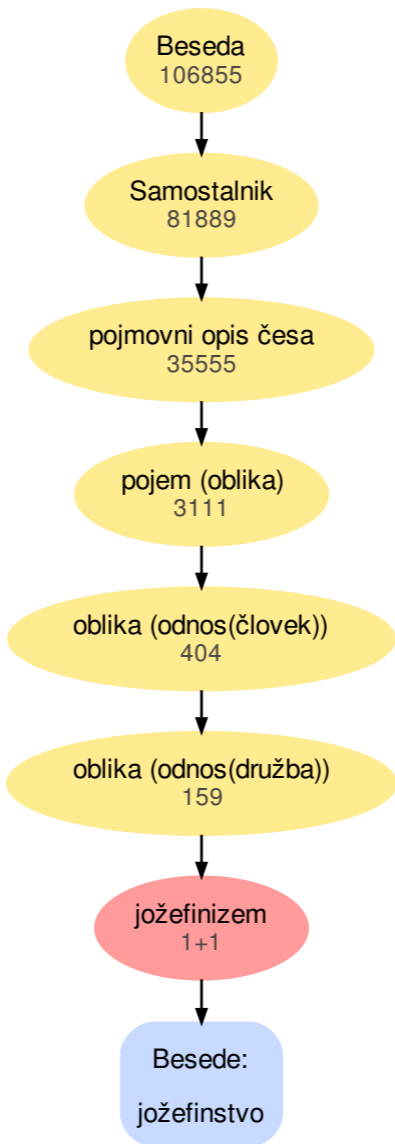 Beseda
106855
Samostalnik
81889
pojmovni opis česa
35555
pojem (oblika)
3111
oblika (odnos(človek))
404
oblika (odnos(družba))
159
jožefinizem
1+1
Besede:
jožefinstvo